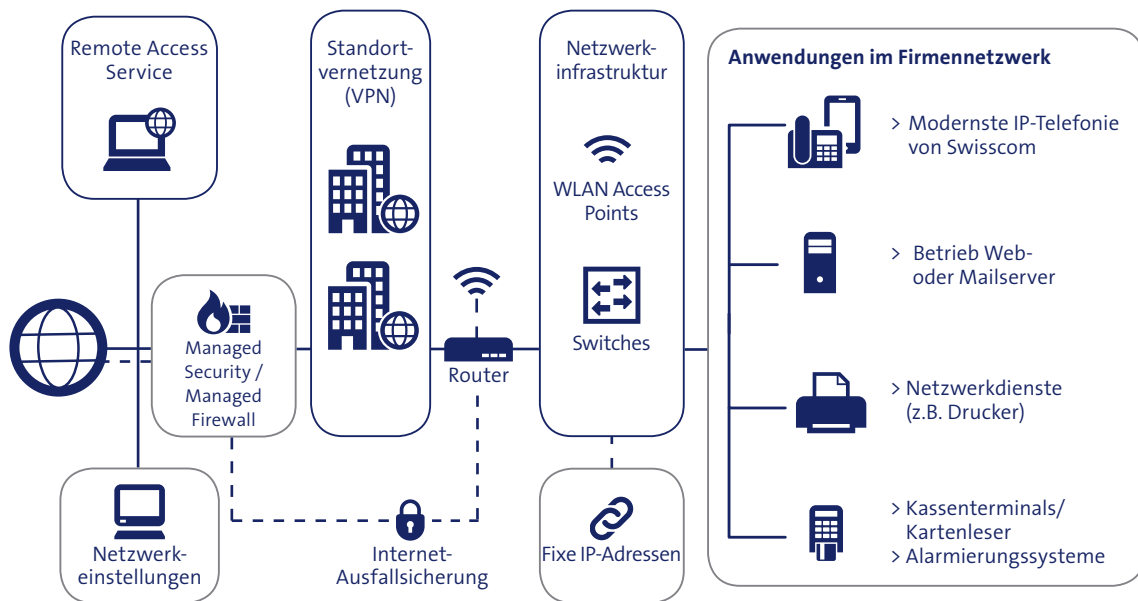 Remote Access
Service
Standort-
vernetzung
(VPN)
Netzwerk-
infrastruktur
WLAN Access
Points
Switches
Managed
Security /
Managed
Firewall
Router
Netzwerk-
einstellungen
Internet-
Ausfallsicherung
Fixe IP-Adressen
Anwendungen im Firmennetzwerk
> Modernste IP-Telefonie
von Swisscom
> Betrieb Web-
oder Mailserver
> Netzwerkdienste
(z.B. Drucker)
> Kassenterminals/
Kartenleser
> Alarmierungssysteme